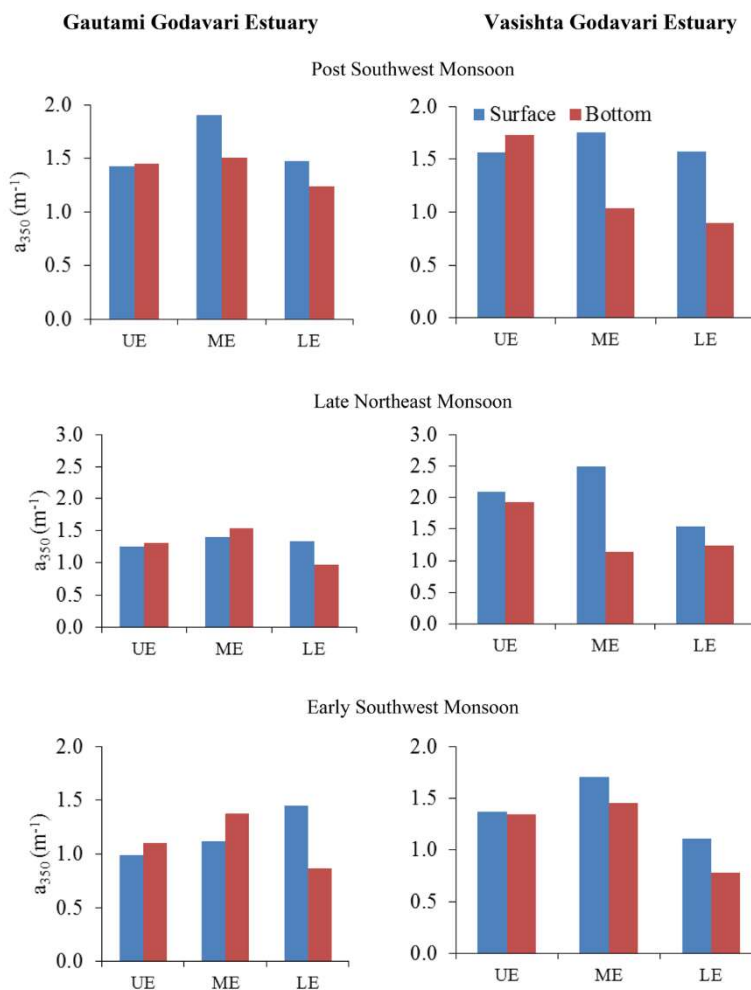 Gautami Godavari Estuary
Vasishta Godavari Estuary
Post Southwest Monsoon
2.0
1.5
1.0
0.5
0.0
a350 (m-1)
UE ME LE
2.0
1.5
1.0
0.5
0.0
Surface Bottom
UE ME LE
Late Northeast Monsoon
3.0
2.5
2.0
1.5
1.0
0.5
0.0
a350 (m-1)
UE ME LE
3.0
2.5
2.0
1.5
1.0
0.5
0.0
UE ME LE
Early Southwest Monsoon
2.0
1.5
1.0
0.5
0.0
a350 (m-1)
UE ME LE
2.0
1.5
1.0
0.5
0.0
UE ME LE